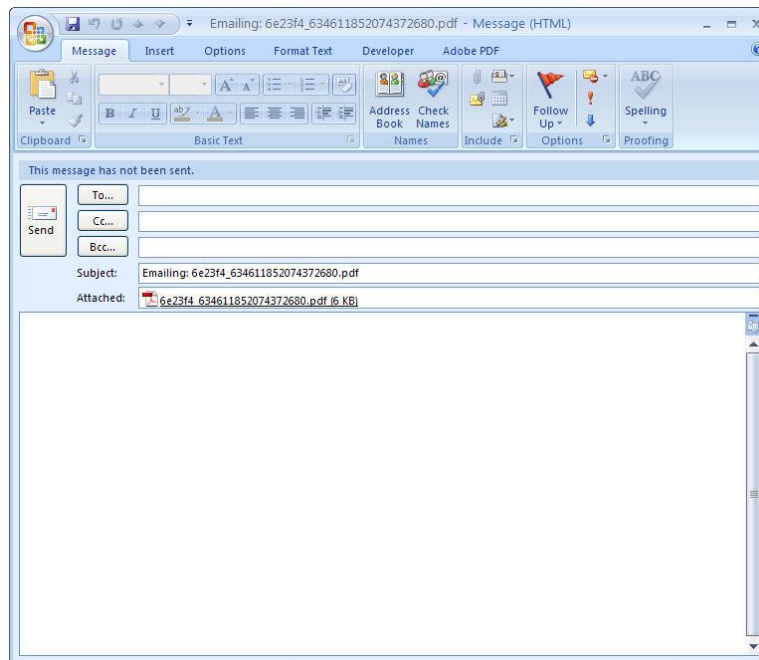 Emailing: 6e23f4_634611852074372680.pdf - Message (HTML)
Message Insert Options Format Text Developer Adobe PDF
Paste
B I U ab A
Address Book
Check Names
Follow Up
ABC
Spelling
Clipboard Basic Text Names Include Options Proofing
This message has not been sent.
Send
To...
Cc...
Bcc...
Subject: Emailing: 6e23f4_634611852074372680.pdf
Attached: 6e23f4_634611852074372680.pdf (6 KB)